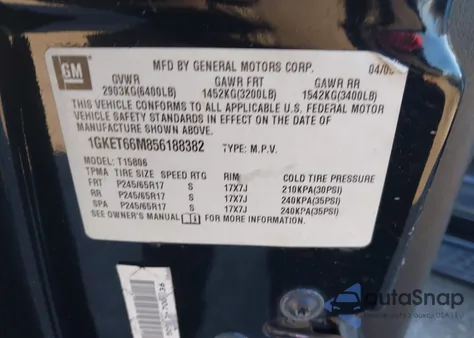 GM
MFD BY GENERAL MOTORS CORP. 04/0
GVWR GAWR FRT GAWR RR
2903KG(6400LB) 1452KG(3200LB) 1542KG(3400LB)
THIS VEHICLE CONFORMS TO ALL APPLICABLE U.S. FEDERAL MOTOR
VEHICLE SAFETY STANDARDS IN EFFECT ON THE DATE OF
MANUFACTURE SHOWN ABOVE.
1GKET66M856188382 TYPE: M.P.V.
MODEL: T15806
TPMA TIRE SIZE SPEED RTG RIM COLD TIRE PRESSURE
FRT P245/65R17 S 17X7J 210KPA(30PSI)
RR P245/65R17 S 17X7J 240KPA(35PSI)
SPA P245/65R17 S 17X7J 240KPA(35PSI)
SEE OWNER'S MANUAL FOR MORE INFORMATION.
autoSnap